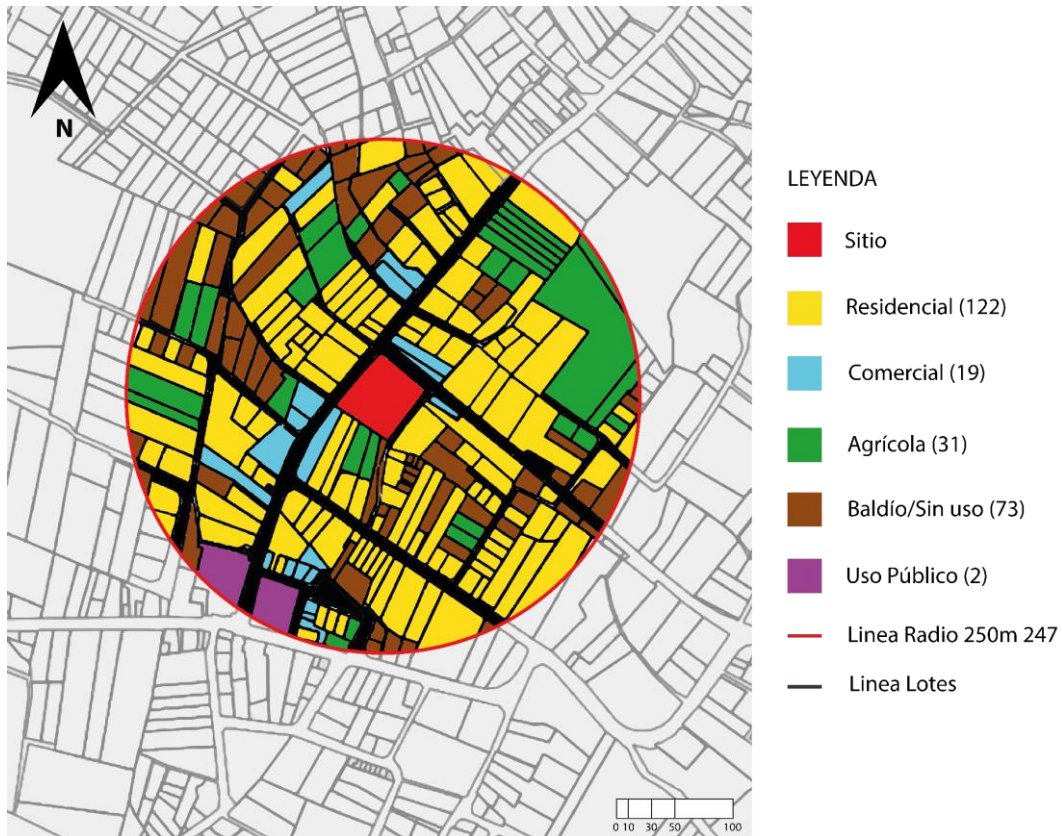 N
LEYENDA
Sitio
Residencial (122)
Comercial (19)
Agrícola (31)
Baldío/Sin uso (73)
Uso Público (2)
Linea Radio 250m 247
Linea Lotes
0 10 30 50 100